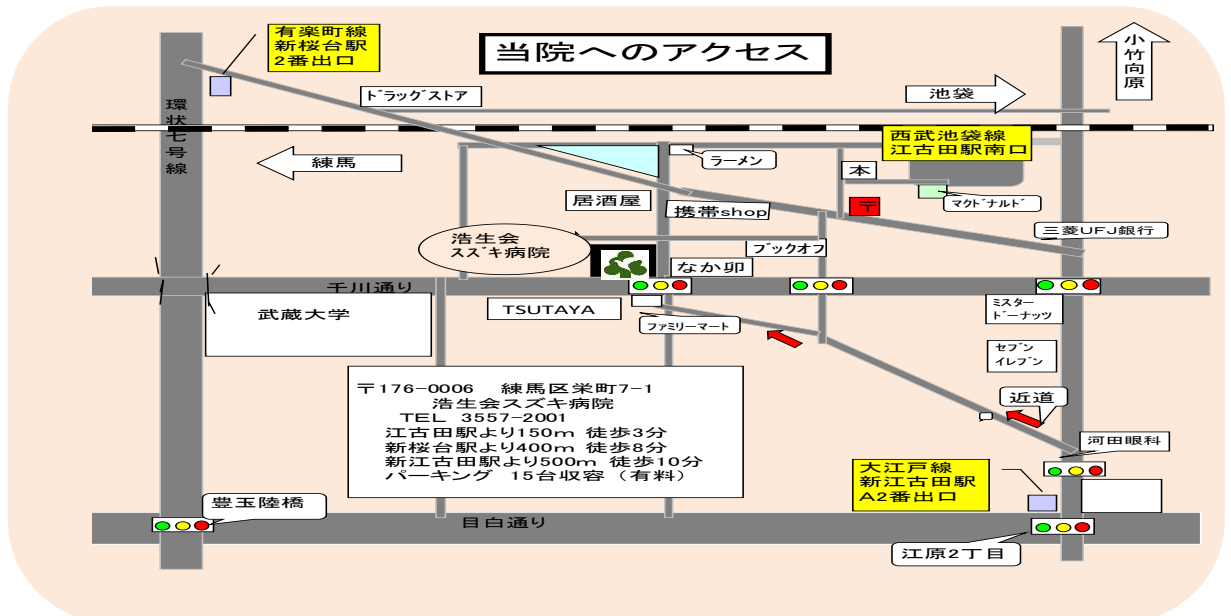 有楽町線
新桜台駅
2番出口
当院へのアクセス
小竹向原
池袋
ドラッグストア
環状七号線
練馬
西武池袋線
江古田駅南口
ラーメン
本
マクドナルド
居酒屋
携帯shop
〒
三菱UFJ銀行
浩生会
スズキ病院
ブックオフ
なか卯
千川通り
武蔵大学
TSUTAYA
ファミリーマート
ミスター
ドーナッツ
セブン
イレブン
近道
〒176-0006 練馬区栄町7-1
浩生会スズキ病院
TEL 3557-2001
江古田駅より150m 徒歩3分
新桜台駅より400m 徒歩8分
新江古田駅より500m 徒歩10分
パーキング 15台収容 (有料)
河田眼科
大江戸線
新江古田駅
A2番出口
豊玉陸橋
目白通り
江原2丁目